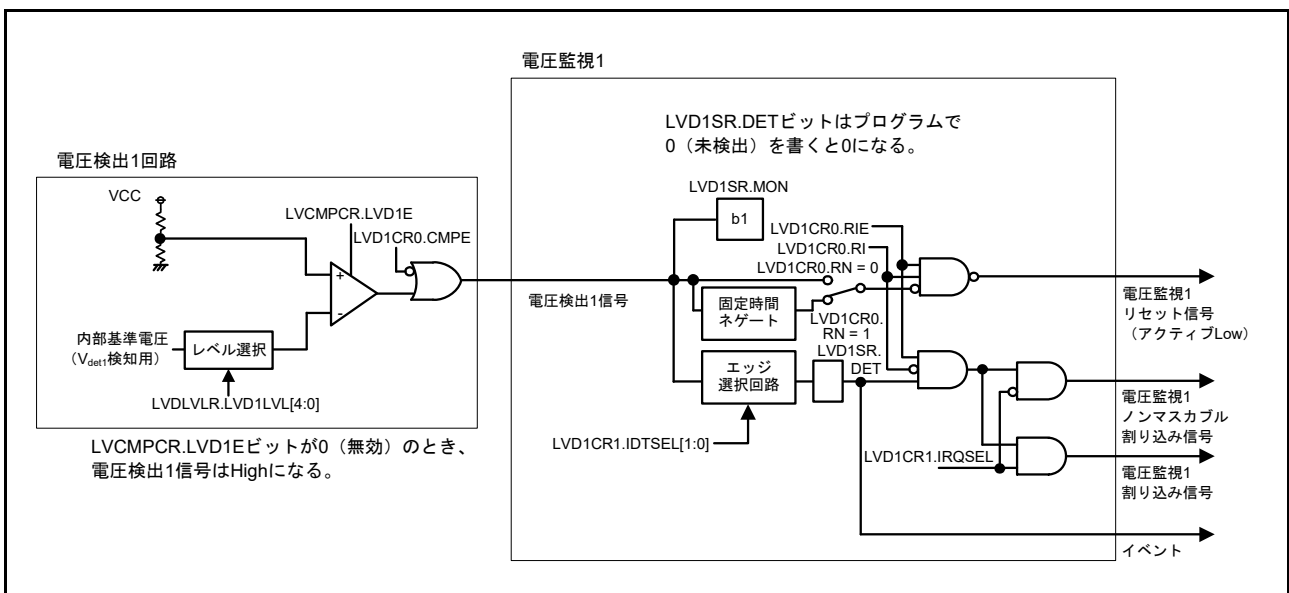 電圧監視1
LVD1SR.DETビットはプログラムで
0（未検出）を書くと0になる。
電圧検出1回路
VCC
LVCMPCR.LVD1E
LVD1CR0.CMPE
+
-
内部基準電圧
（Vdet1検知用）
レベル選択
LVDLVLR.LVD1LVL[4:0]
LVCMPCR.LVD1Eビットが0（無効）のとき、
電圧検出1信号はHighになる。
電圧検出1信号
LVD1SR.MON
b1
LVD1CR0.RIE
LVD1CR0.RI
LVD1CR0.RN = 0
固定時間
ネゲート
LVD1CR0.
RN = 1
LVD1SR.
DET
エッジ
選択回路
LVD1CR1.IDTSEL[1:0]
LVD1CR1.IRQSEL
電圧監視1
リセット信号
（アクティブLow）
電圧監視1
ノンマスカブル
割り込み信号
電圧監視1
割り込み信号
イベント